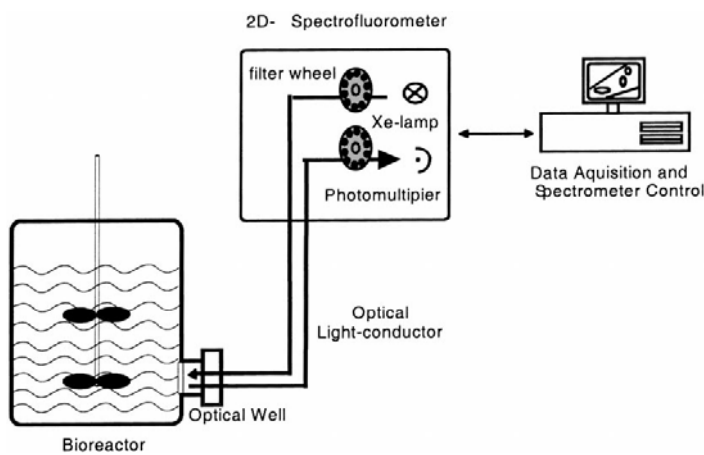 2D- Spectrofluorometer
filter wheel
Xe-lamp
Photomultipier
Data Aquisition and
Spectrometer Control
Optical
Light-conductor
Optical Well
Bioreactor